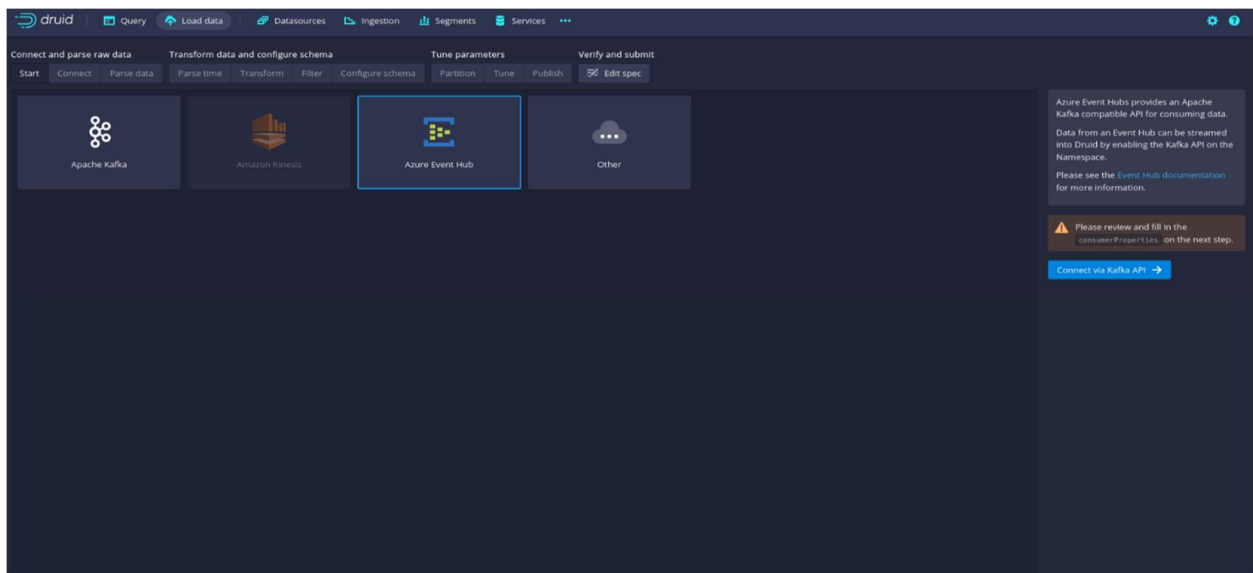 druid Query Load data Datasources Ingestion Segments Services
Connect and parse raw data Transform data and configure schema Tune parameters Verify and submit
Start Connect Parse data Parse time Transform Filter Configure schema Partition Tune Publish Edit spec
Apache Kafka
Amazon Kinesis
Azure Event Hub
Other
Azure Event Hubs provides an Apache
Kafka compatible API for consuming data.
Data from an Event Hub can be streamed
into Druid by enabling the Kafka API on the
Namespace.
Please see the Event Hub documentation
for more information.
Please review and fill in the
consumerProperties on the next step.
Connect via Kafka API